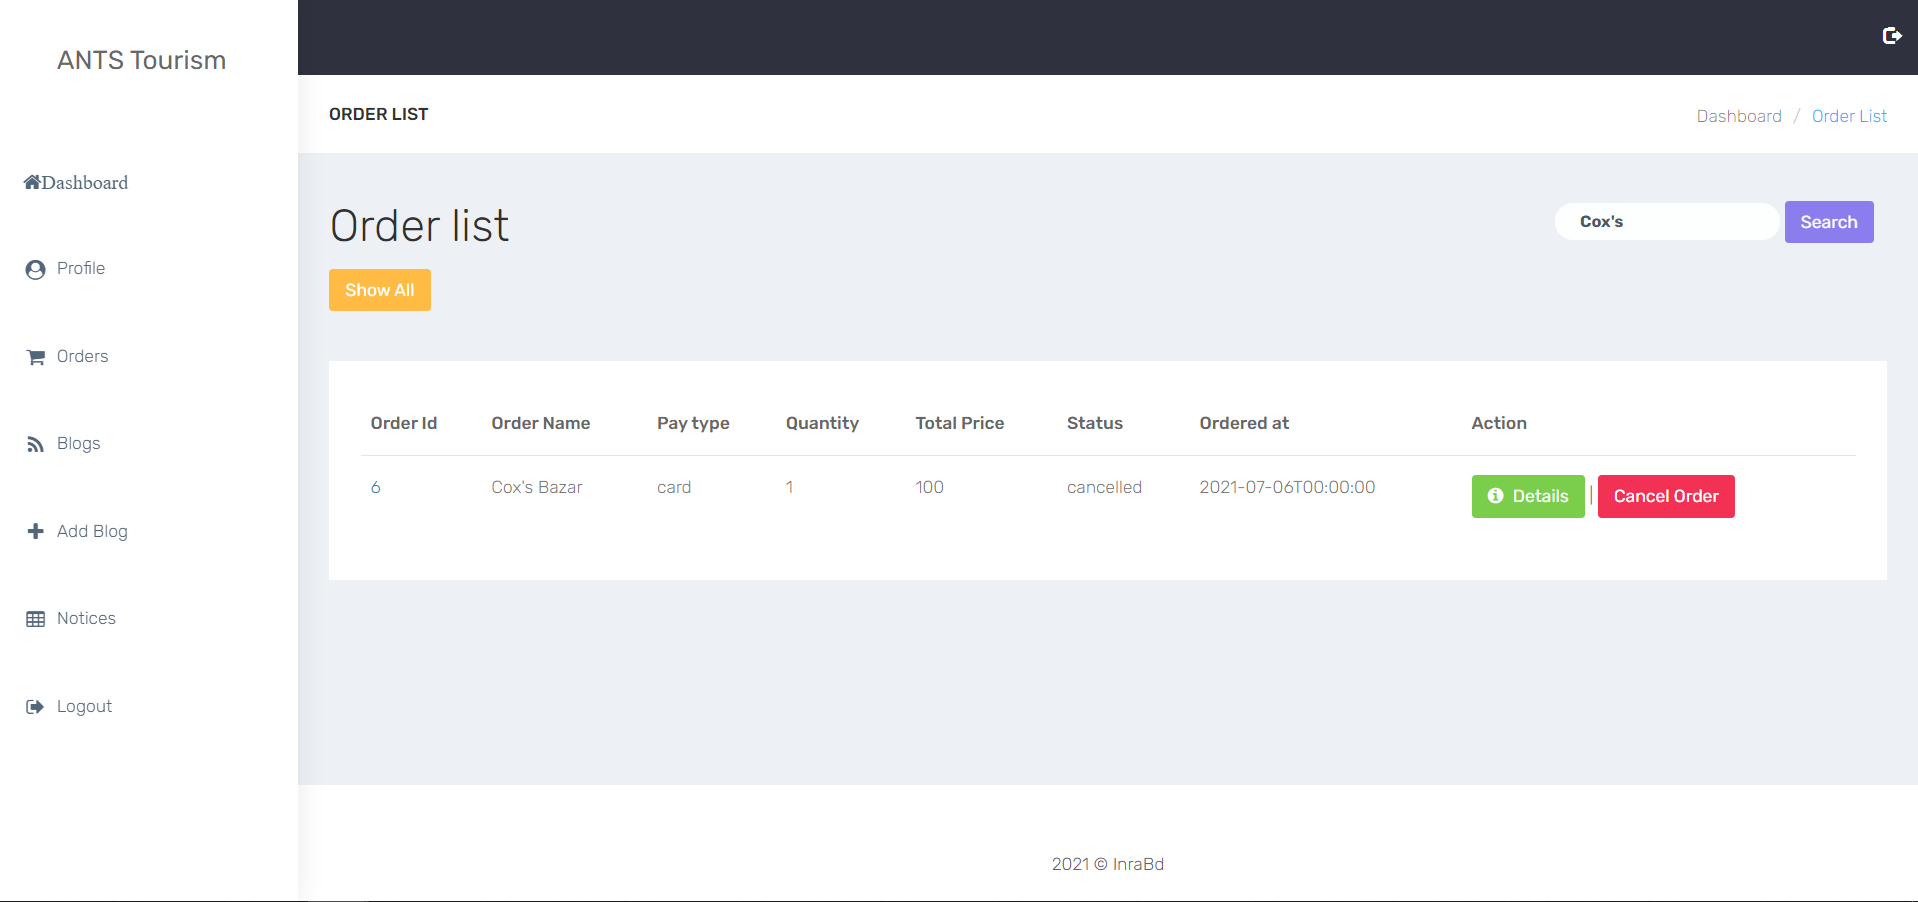 ANTS Tourism
Dashboard
Profile
Orders
Blogs
Add Blog
Notices
Logout
ORDER LIST
Dashboard / Order List
Order list
Cox's Search
Show All
Order Id Order Name Pay type Quantity Total Price Status Ordered at Action
6 Cox's Bazar card 1 100 cancelled 2021-07-06T00:00:00 Details | Cancel Order
2021 © InraBd